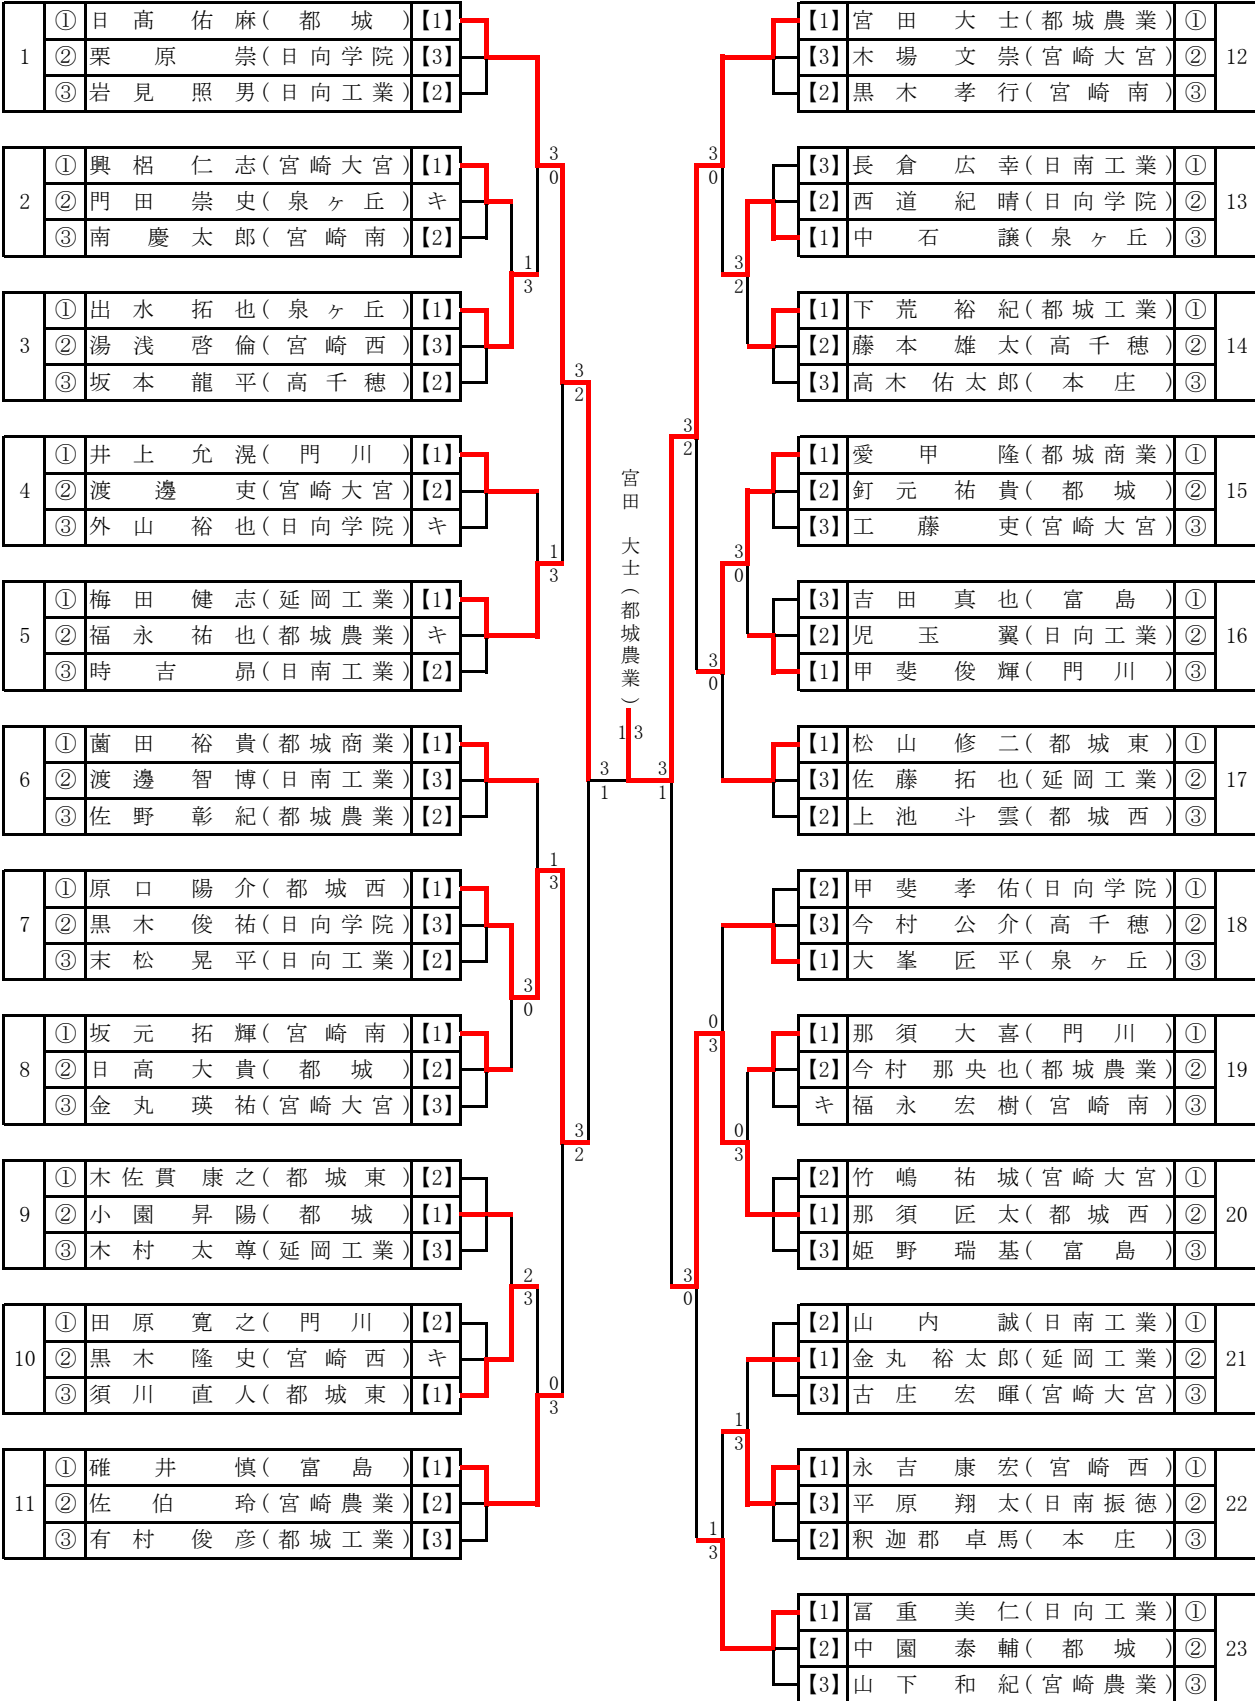 1
① 日髙 佑麻(都城)【1】
② 栗原 崇(日向学院)【3】
③ 岩見 照男(日向工業)【2】
2
① 興梠 仁志(宮崎大宮)【1】
② 門田 崇史(泉ヶ丘) キ
③ 南 慶太郎(宮崎南)【2】
3
① 出水 拓也(泉ヶ丘)【1】
② 湯浅 啓倫(宮崎西)【3】
③ 坂本 龍平(高千穂)【2】
4
① 井上 允滉(門川)【1】
② 渡邊 吏(宮崎大宮)【2】
③ 外山 裕也(日向学院) キ
5
① 梅田 健志(延岡工業)【1】
② 福永 祐也(都城農業) キ
③ 時吉 昴(日南工業)【2】
6
① 薗田 裕貴(都城商業)【1】
② 渡邊 智博(日南工業)【3】
③ 佐野 彰紀(都城農業)【2】
7
① 原口 陽介(都城西)【1】
② 黒木 俊祐(日向学院)【3】
③ 末松 晃平(日向工業)【2】
8
① 坂元 拓輝(宮崎南)【1】
② 日高 大貴(都城)【2】
③ 金丸 瑛祐(宮崎大宮)【3】
9
① 木佐貫 康之(都城東)【2】
② 小園 昇陽(都城)【1】
③ 木村 太尊(延岡工業)【3】
10
① 田原 寛之(門川)【2】
② 黒木 隆史(宮崎西) キ
③ 須川 直人(都城東)【1】
11
① 碓井 慎(富島)【1】
② 佐伯 玲(宮崎農業)【2】
③ 有村 俊彦(都城工業)【3】
3
0
1
3
3
2
1
3
3
1
1
3
3
0
3
2
2
3
0
3
宮田 大士(都城農業)
1 3
3
0
3
2
3
2
3
0
3
0
3
1
0
3
0
3
3
0
1
3
1
3
【1】宮田 大士(都城農業) ①
【3】木場 文崇(宮崎大宮) ②
【2】黒木 孝行(宮崎南) ③
12
【3】長倉 広幸(日南工業) ①
【2】西道 紀晴(日向学院) ②
【1】中石 譲(泉ヶ丘) ③
13
【1】下荒 裕紀(都城工業) ①
【2】藤本 雄太(高千穂) ②
【3】高木 佑太郎(本庄) ③
14
【1】愛甲 隆(都城商業) ①
【2】釘元 祐貴(都城) ②
【3】工藤 吏(宮崎大宮) ③
15
【3】吉田 真也(富島) ①
【2】児玉 翼(日向工業) ②
【1】甲斐 俊輝(門川) ③
16
【1】松山 修二(都城東) ①
【3】佐藤 拓也(延岡工業) ②
【2】上池 斗雲(都城西) ③
17
【2】甲斐 孝佑(日向学院) ①
【3】今村 公介(高千穂) ②
【1】大峯 匠平(泉ヶ丘) ③
18
【1】那須 大喜(門川) ①
【2】今村 那央也(都城農業) ②
キ 福永 宏樹(宮崎南) ③
19
【2】竹嶋 祐城(宮崎大宮) ①
【1】那須 匠太(都城西) ②
【3】姫野 瑞基(富島) ③
20
【2】山内 誠(日南工業) ①
【1】金丸 裕太郎(延岡工業) ②
【3】古庄 宏暉(宮崎大宮) ③
21
【1】永吉 康宏(宮崎西) ①
【3】平原 翔太(日南振徳) ②
【2】釈迦郡 卓馬(本庄) ③
22
【1】冨重 美仁(日向工業) ①
【2】中園 泰輔(都城) ②
【3】山下 和紀(宮崎農業) ③
23